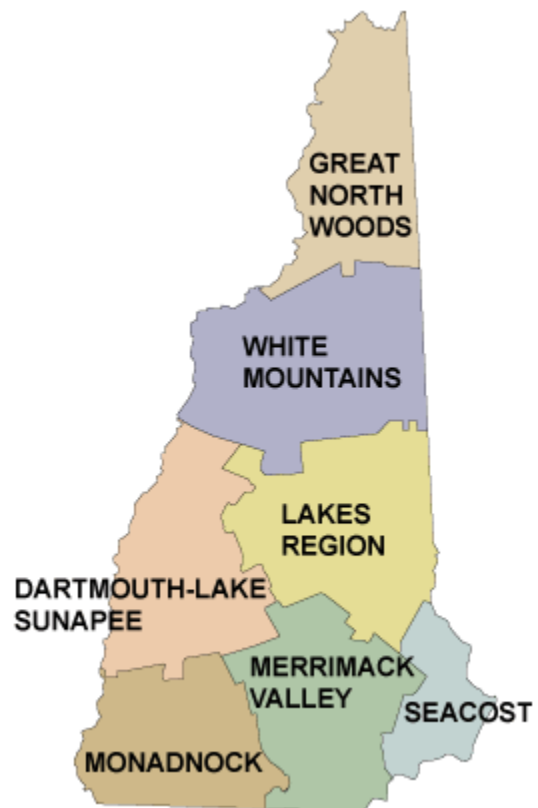 GREAT
NORTH
WOODS
WHITE
MOUNTAINS
LAKES
REGION
DARTMOUTH-LAKE
SUNAPEE
MERRIMACK
VALLEY
SEACOST
MONADNOCK